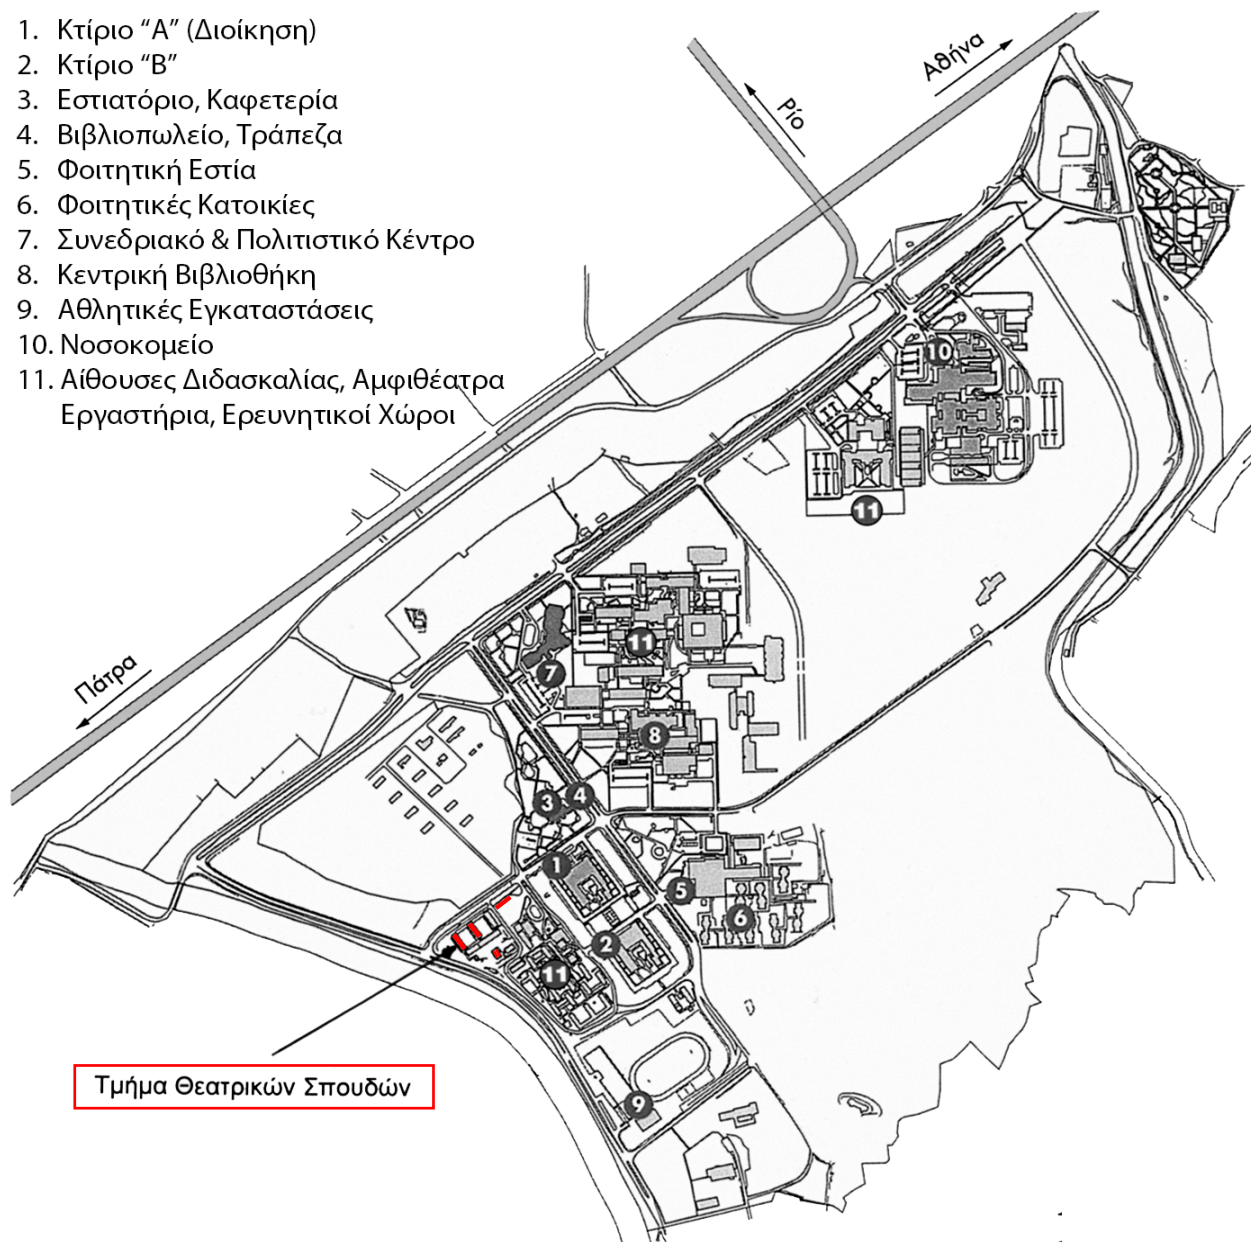 1. Κτίριο “Α” (Διοίκηση)
2. Κτίριο “Β”
3. Εστιατόριο, Καφετερία
4. Βιβλιοπωλείο, Τράπεζα
5. Φοιτητική Εστία
6. Φοιτητικές Κατοικίες
7. Συνεδριακό & Πολιτιστικό Κέντρο
8. Κεντρική Βιβλιοθήκη
9. Αθλητικές Εγκαταστάσεις
10. Νοσοκομείο
11. Αίθουσες Διδασκαλίας, Αμφιθέατρα
Εργαστήρια, Ερευνητικοί Χώροι
Αθήνα
Ρίο
10
11
11
7
Πάτρα
8
4
3
1
5
6
2
11
Τμήμα Θεατρικών Σπουδών
9